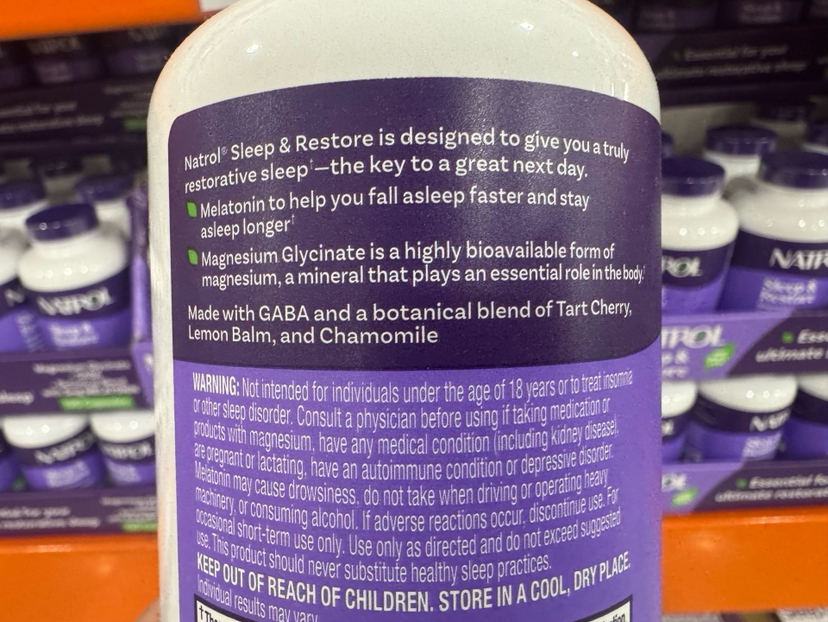 Natrol® Sleep & Restore is designed to give you a truly
restorative sleep†—the key to a great next day.
Melatonin to help you fall asleep faster and stay
asleep longer†
Magnesium Glycinate is a highly bioavailable form of
magnesium, a mineral that plays an essential role in the body.†
Made with GABA and a botanical blend of Tart Cherry,
Lemon Balm, and Chamomile
WARNING: Not intended for individuals under the age of 18 years or to treat insomnia
or other sleep disorder. Consult a physician before using if taking medication or
products with magnesium, have any medical condition (including kidney disease),
are pregnant or lactating, have an autoimmune condition or depressive disorder.
Melatonin may cause drowsiness, do not take when driving or operating heavy
machinery, or consuming alcohol. If adverse reactions occur, discontinue use. For
occasional short-term use only. Use only as directed and do not exceed suggested
use. This product should never substitute healthy sleep practices.
KEEP OUT OF REACH OF CHILDREN. STORE IN A COOL, DRY PLACE.
Individual results may vary.
NATROL
Sleep &
Restore
NATROL